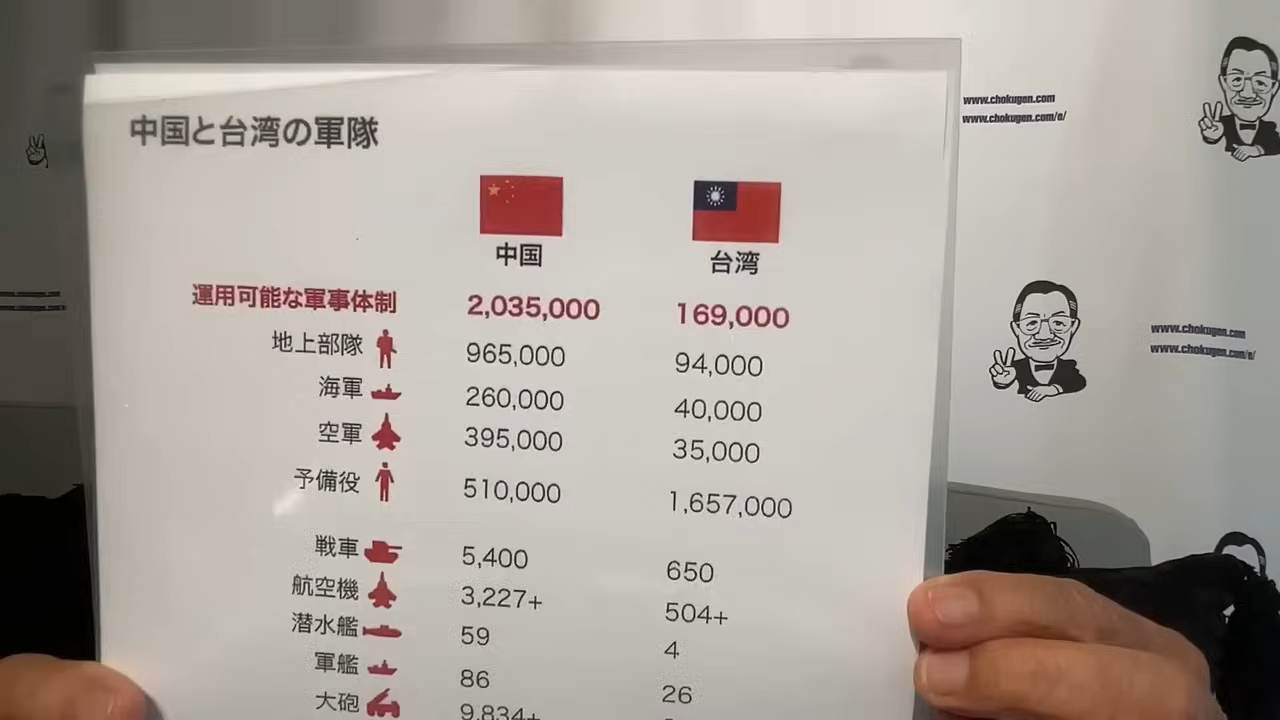 中国と台湾の軍隊
中国 台湾
運用可能な軍事体制 2,035,000 169,000
地上部隊 965,000 94,000
海軍 260,000 40,000
空軍 395,000 35,000
予備役 510,000 1,657,000
戦車 5,400 650
航空機 3,227+ 504+
潜水艦 59 4
軍艦 86 26
大砲 9,834+
www.chokugen.com
www.chokugen.com/e/
www.chokugen.com
www.chokugen.com/e/